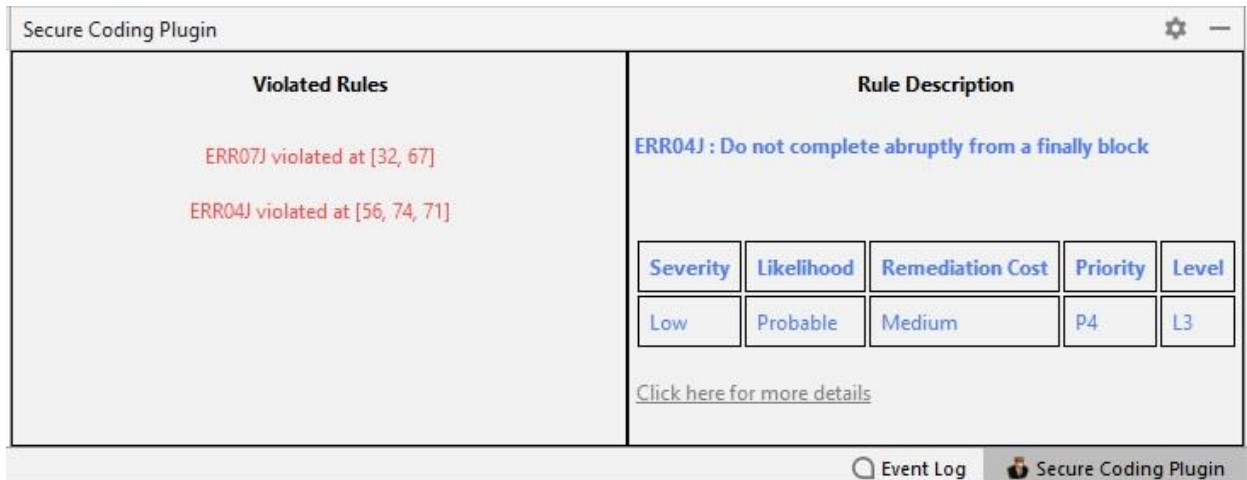 Secure Coding Plugin
Violated Rules
ERR07J violated at [32, 67]
ERR04J violated at [56, 74, 71]
Rule Description
ERR04J : Do not complete abruptly from a finally block
Severity Likelihood Remediation Cost Priority Level
Low Probable Medium P4 L3
Click here for more details
Event Log Secure Coding Plugin